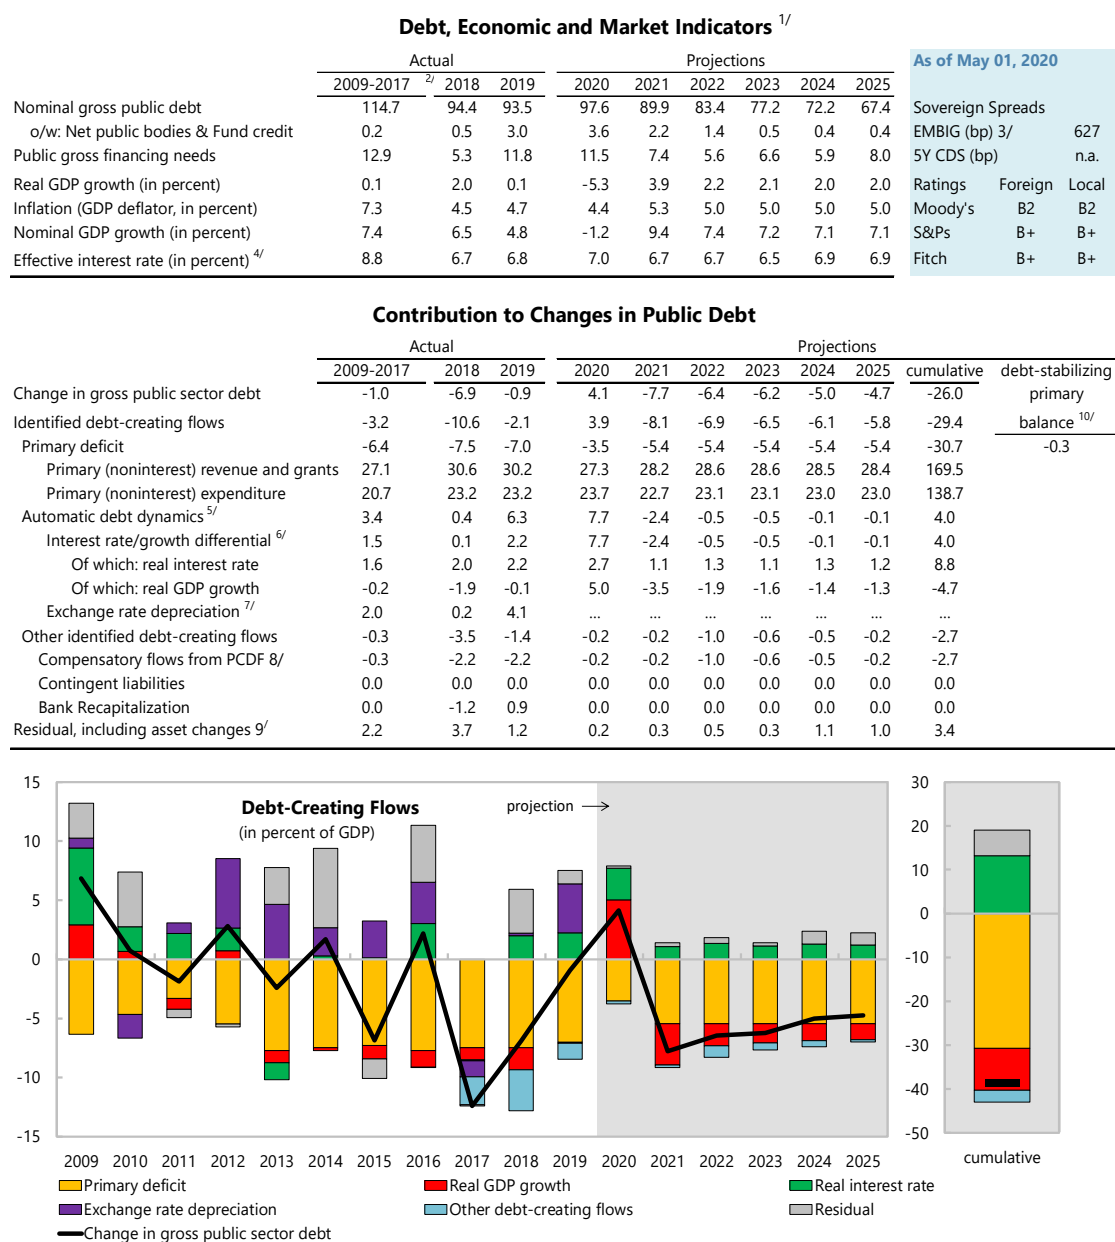 Debt, Economic and Market Indicators 1/
Actual Projections As of May 01, 2020
2009-2017 2/ 2018 2019 2020 2021 2022 2023 2024 2025
Nominal gross public debt 114.7 94.4 93.5 97.6 89.9 83.4 77.2 72.2 67.4 Sovereign Spreads
o/w: Net public bodies & Fund credit 0.2 0.5 3.0 3.6 2.2 1.4 0.5 0.4 0.4 EMBIG (bp) 3/ 627
Public gross financing needs 12.9 5.3 11.8 11.5 7.4 5.6 6.6 5.9 8.0 5Y CDS (bp) n.a.
Real GDP growth (in percent) 0.1 2.0 0.1 -5.3 3.9 2.2 2.1 2.0 2.0 Ratings Foreign Local
Inflation (GDP deflator, in percent) 7.3 4.5 4.7 4.4 5.3 5.0 5.0 5.0 5.0 Moody's B2 B2
Nominal GDP growth (in percent) 7.4 6.5 4.8 -1.2 9.4 7.4 7.2 7.1 7.1 S&Ps B+ B+
Effective interest rate (in percent) 4/ 8.8 6.7 6.8 7.0 6.7 6.7 6.5 6.9 6.9 Fitch B+ B+
Contribution to Changes in Public Debt
Actual Projections
2009-2017 2018 2019 2020 2021 2022 2023 2024 2025 cumulative debt-stabilizing
Change in gross public sector debt -1.0 -6.9 -0.9 4.1 -7.7 -6.4 -6.2 -5.0 -4.7 -26.0 primary
Identified debt-creating flows -3.2 -10.6 -2.1 3.9 -8.1 -6.9 -6.5 -6.1 -5.8 -29.4 balance 10/
Primary deficit -6.4 -7.5 -7.0 -3.5 -5.4 -5.4 -5.4 -5.4 -5.4 -30.7 -0.3
Primary (noninterest) revenue and grants 27.1 30.6 30.2 27.3 28.2 28.6 28.6 28.5 28.4 169.5
Primary (noninterest) expenditure 20.7 23.2 23.2 23.7 22.7 23.1 23.1 23.0 23.0 138.7
Automatic debt dynamics 5/ 3.4 0.4 6.3 7.7 -2.4 -0.5 -0.5 -0.1 -0.1 4.0
Interest rate/growth differential 6/ 1.5 0.1 2.2 7.7 -2.4 -0.5 -0.5 -0.1 -0.1 4.0
Of which: real interest rate 1.6 2.0 2.2 2.7 1.1 1.3 1.1 1.3 1.2 8.8
Of which: real GDP growth -0.2 -1.9 -0.1 5.0 -3.5 -1.9 -1.6 -1.4 -1.3 -4.7
Exchange rate depreciation 7/ 2.0 0.2 4.1 ... ... ... ... ... ... ...
Other identified debt-creating flows -0.3 -3.5 -1.4 -0.2 -0.2 -1.0 -0.6 -0.5 -0.2 -2.7
Compensatory flows from PCDF 8/ -0.3 -2.2 -2.2 -0.2 -0.2 -1.0 -0.6 -0.5 -0.2 -2.7
Contingent liabilities 0.0 0.0 0.0 0.0 0.0 0.0 0.0 0.0 0.0 0.0
Bank Recapitalization 0.0 -1.2 0.9 0.0 0.0 0.0 0.0 0.0 0.0 0.0
Residual, including asset changes 9/ 2.2 3.7 1.2 0.2 0.3 0.5 0.3 1.1 1.0 3.4
Debt-Creating Flows
(in percent of GDP)
projection
15
10
5
0
-5
-10
-15
2009 2010 2011 2012 2013 2014 2015 2016 2017 2018 2019 2020 2021 2022 2023 2024 2025
30
20
10
0
-10
-20
-30
-40
-50
cumulative
Primary deficit Real GDP growth Real interest rate
Exchange rate depreciation Other debt-creating flows Residual
Change in gross public sector debt